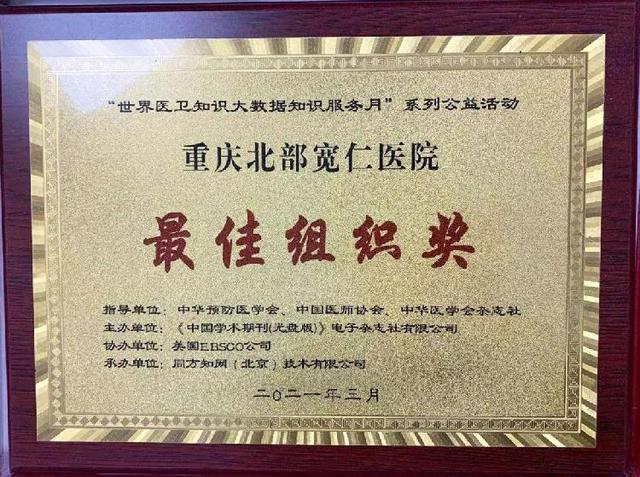 “世界医卫知识大数据知识服务月”系列公益活动
重庆北部宽仁医院
最佳组织奖
指导单位：中华预防医学会、中国医师协会、中华医学会杂志社
主办单位：《中国学术期刊(光盘版)》电子杂志社有限公司
协办单位：美国EBSCO公司
承办单位：同方知网（北京）技术有限公司
二〇二一年三月